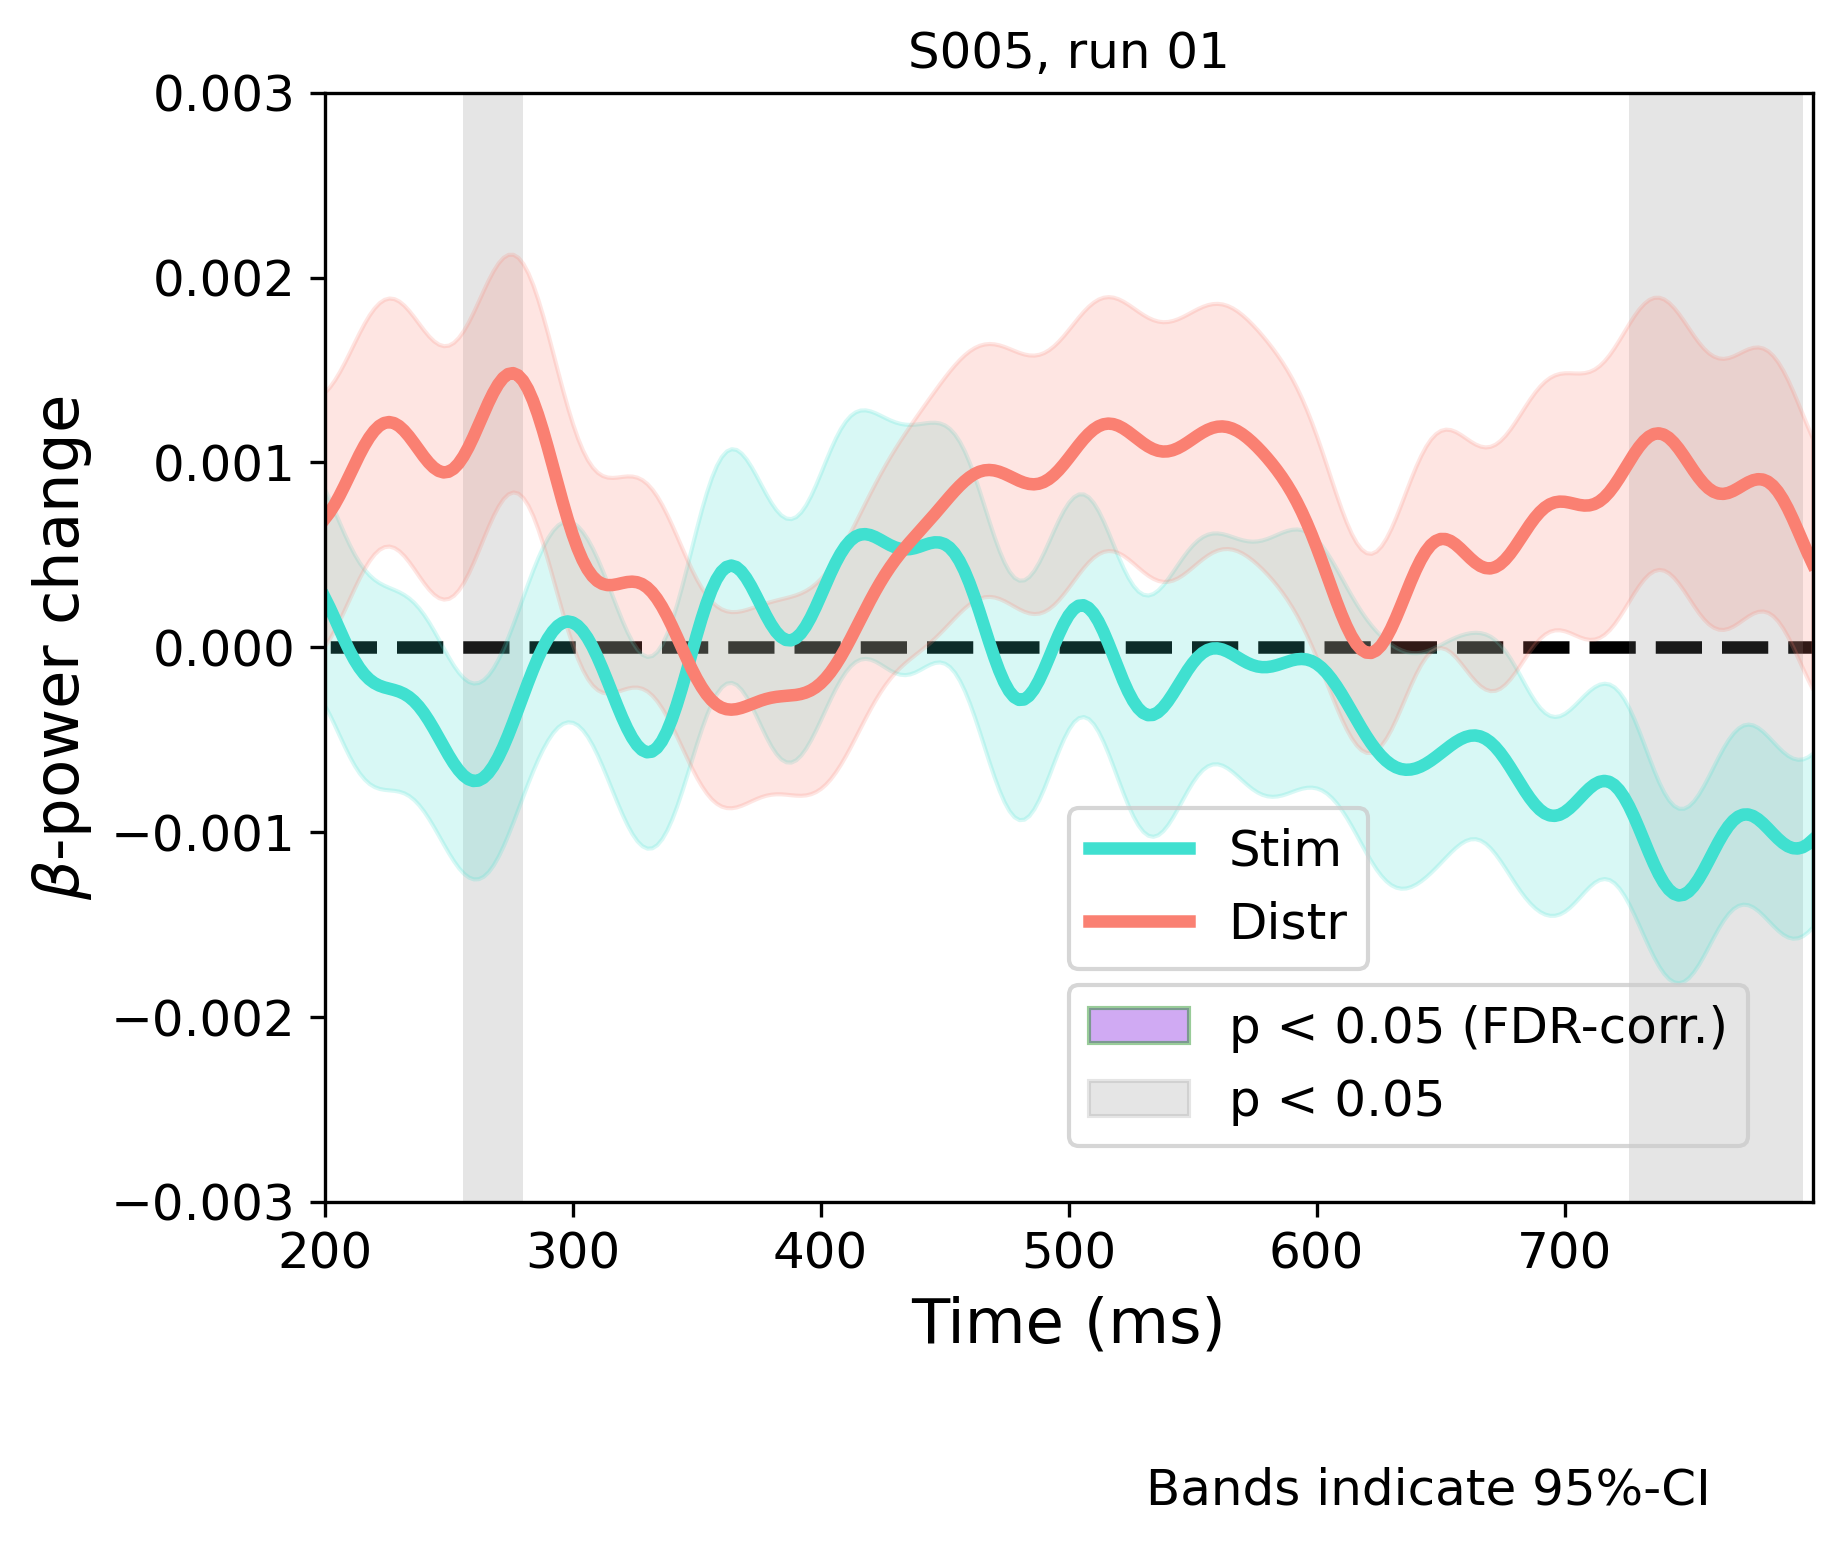 S005, run 01
0.003
0.002
0.001
0.000
−0.001
−0.002
−0.003
β-power change
Stim
Distr
p < 0.05 (FDR-corr.)
p < 0.05
200 300 400 500 600 700
Time (ms)
Bands indicate 95%-CI